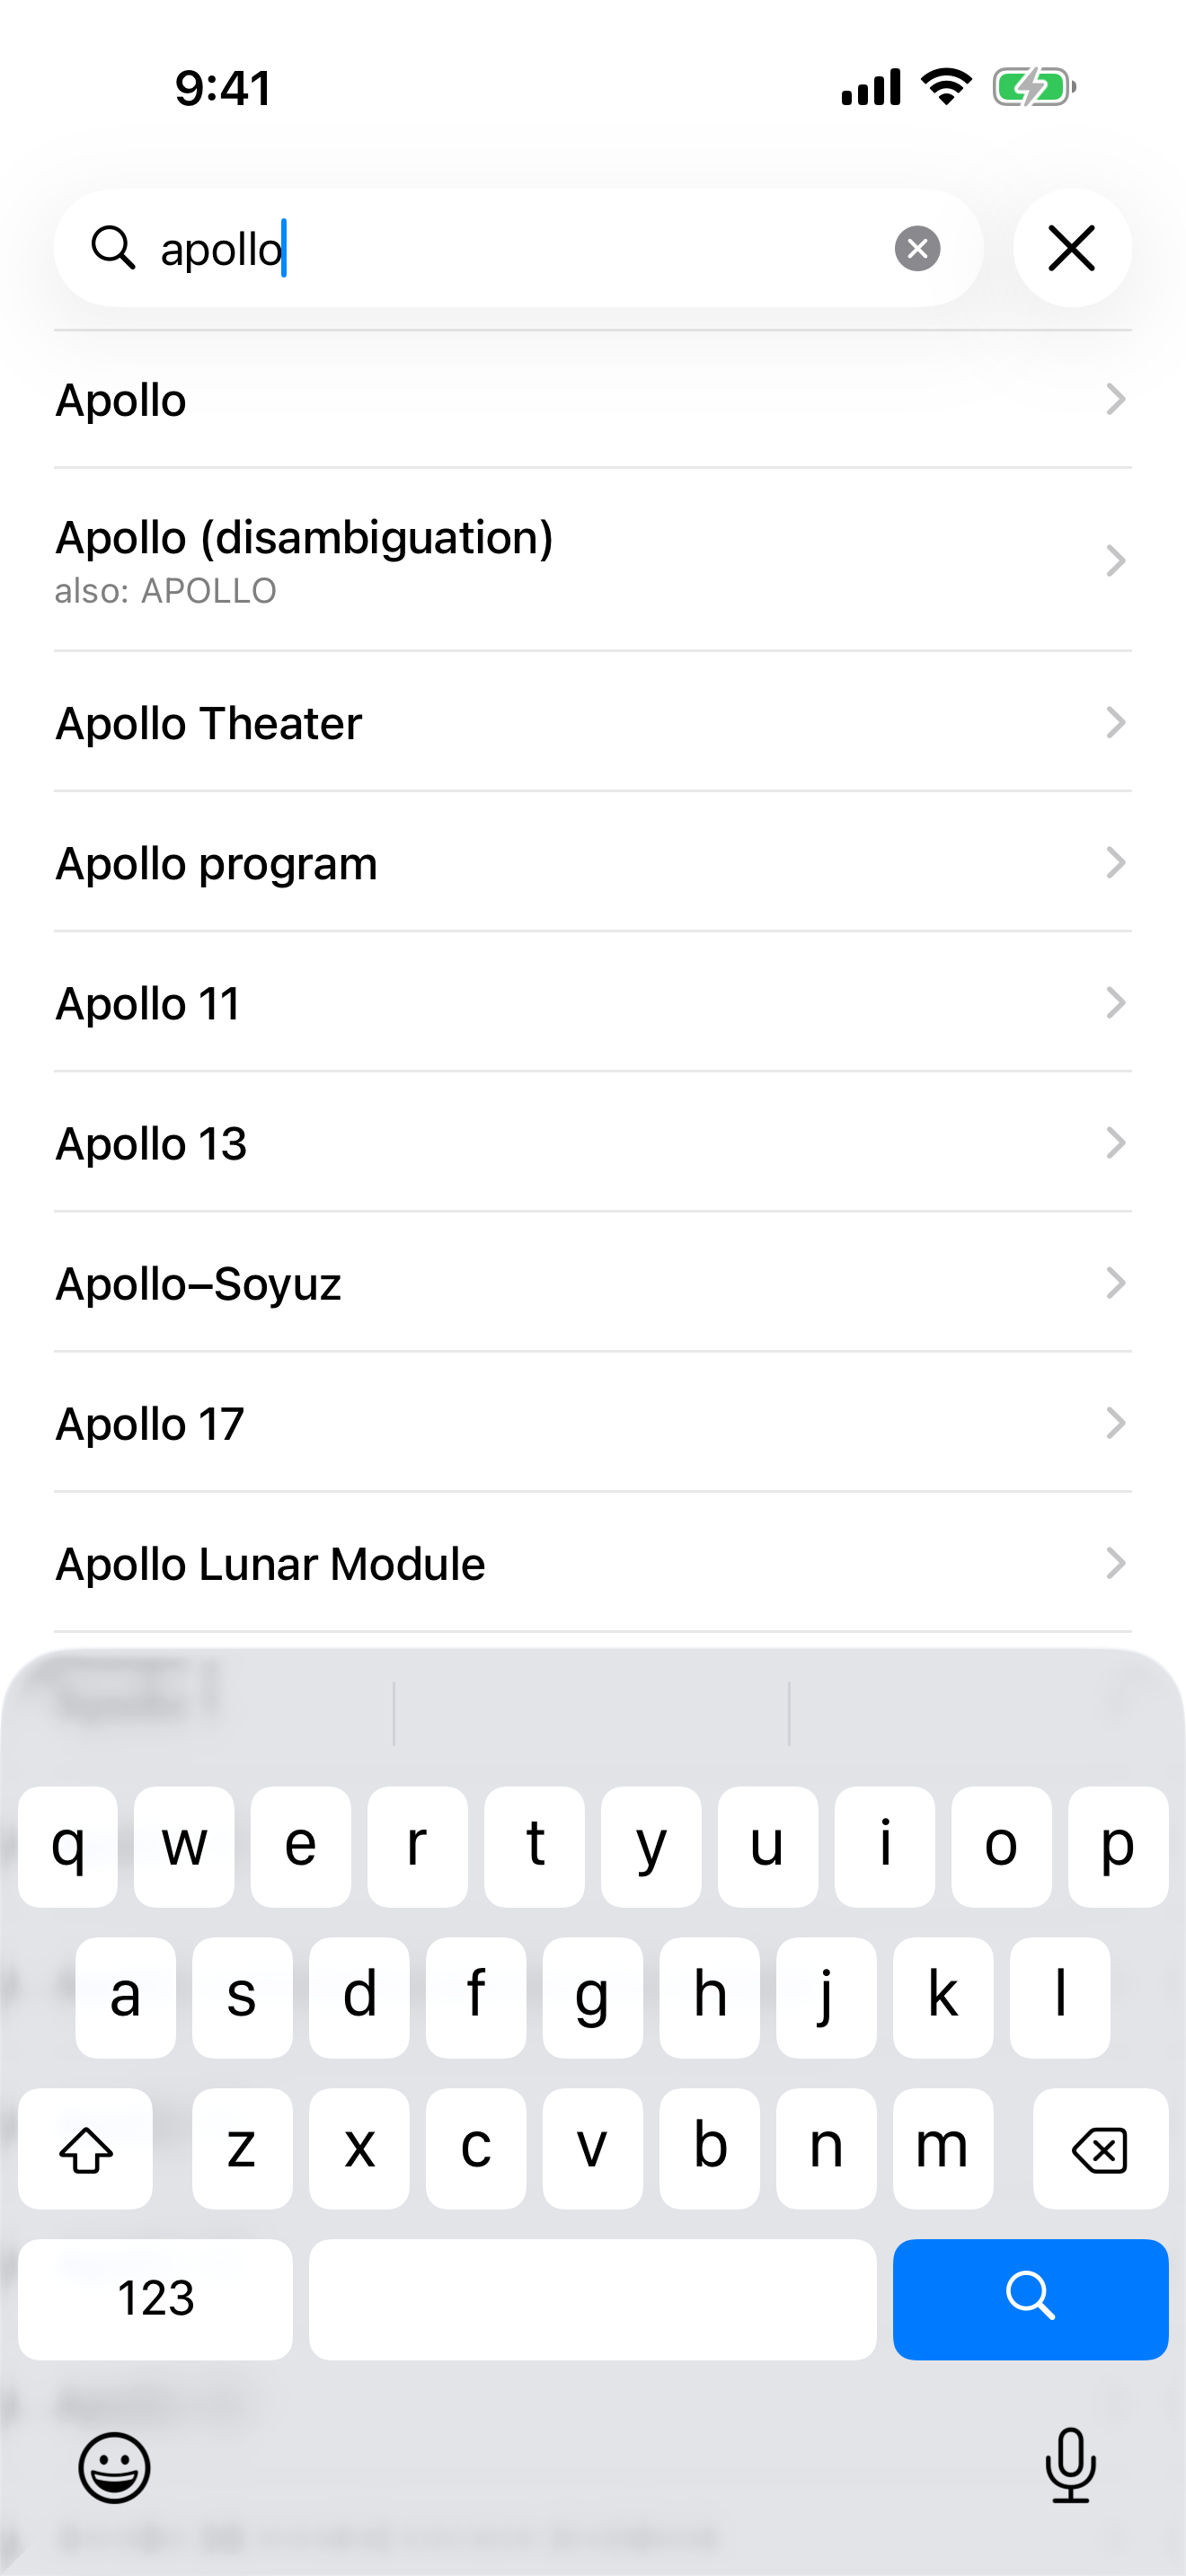 9:41
apollo
Apollo
Apollo (disambiguation)
also: APOLLO
Apollo Theater
Apollo program
Apollo 11
Apollo 13
Apollo–Soyuz
Apollo 17
Apollo Lunar Module
q w e r t y u i o p
a s d f g h j k l
z x c v b n m
123